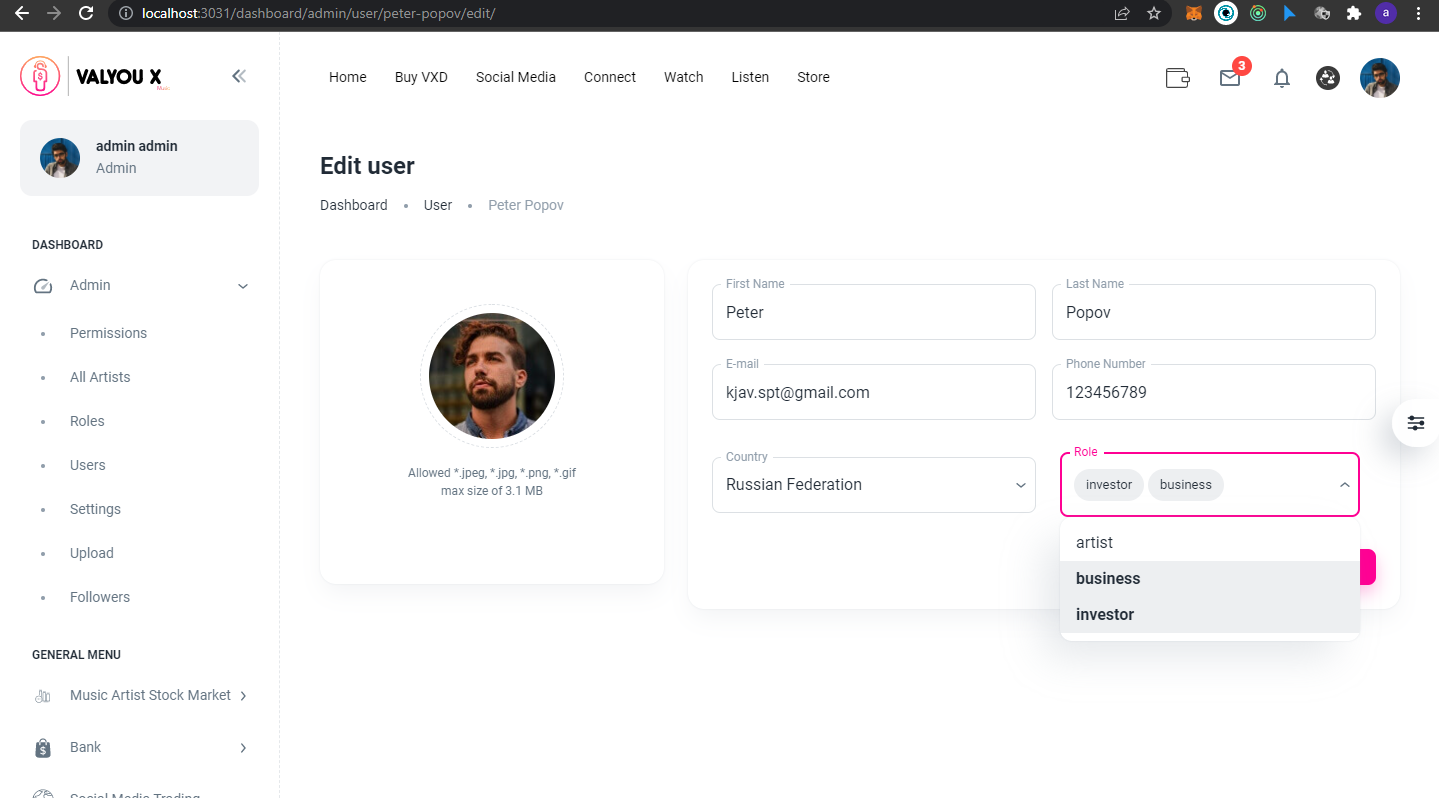 localhost:3031/dashboard/admin/user/peter-popov/edit/
a
VALYOU X
Music
Home
Buy VXD
Social Media
Connect
Watch
Listen
Store
3
admin admin
Admin
Edit user
Dashboard
User
Peter Popov
DASHBOARD
Admin
Permissions
All Artists
Roles
Users
Settings
Upload
Followers
GENERAL MENU
Music Artist Stock Market
Bank
Social Media Trading
Allowed *.jpeg, *.jpg, *.png, *.gif
max size of 3.1 MB
First Name
Peter
Last Name
Popov
E-mail
kjav.spt@gmail.com
Phone Number
123456789
Country
Russian Federation
Role
investor
business
artist
business
investor